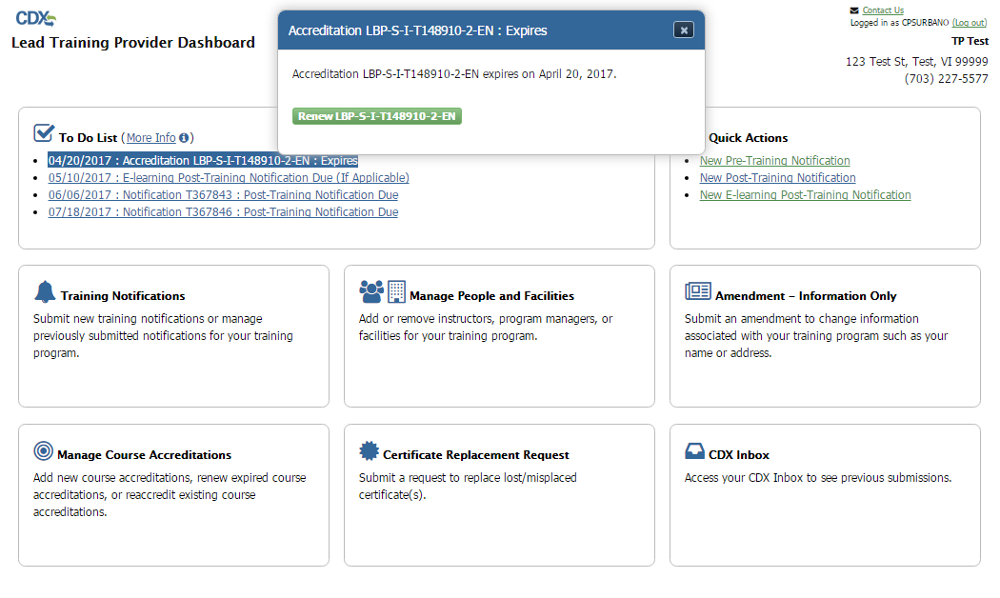 CDX
Lead Training Provider Dashboard
Contact Us
Logged in as CPSURBANO (Log out)
TP Test
123 Test St, Test, VI 99999
(703) 227-5577
Accreditation LBP-S-I-T148910-2-EN : Expires
Accreditation LBP-S-I-T148910-2-EN expires on April 20, 2017.
Renew LBP-S-I-T148910-2-EN
To Do List (More Info)
04/20/2017 : Accreditation LBP-S-I-T148910-2-EN : Expires
05/10/2017 : E-learning Post-Training Notification Due (If Applicable)
06/06/2017 : Notification T367843 : Post-Training Notification Due
07/18/2017 : Notification T367846 : Post-Training Notification Due
Quick Actions
New Pre-Training Notification
New Post-Training Notification
New E-learning Post-Training Notification
Training Notifications
Submit new training notifications or manage
previously submitted notifications for your training
program.
Manage People and Facilities
Add or remove instructors, program managers, or
facilities for your training program.
Amendment – Information Only
Submit an amendment to change information
associated with your training program such as your
name or address.
Manage Course Accreditations
Add new course accreditations, renew expired course
accreditations, or reaccredit existing course
accreditations.
Certificate Replacement Request
Submit a request to replace lost/misplaced
certificate(s).
CDX Inbox
Access your CDX Inbox to see previous submissions.